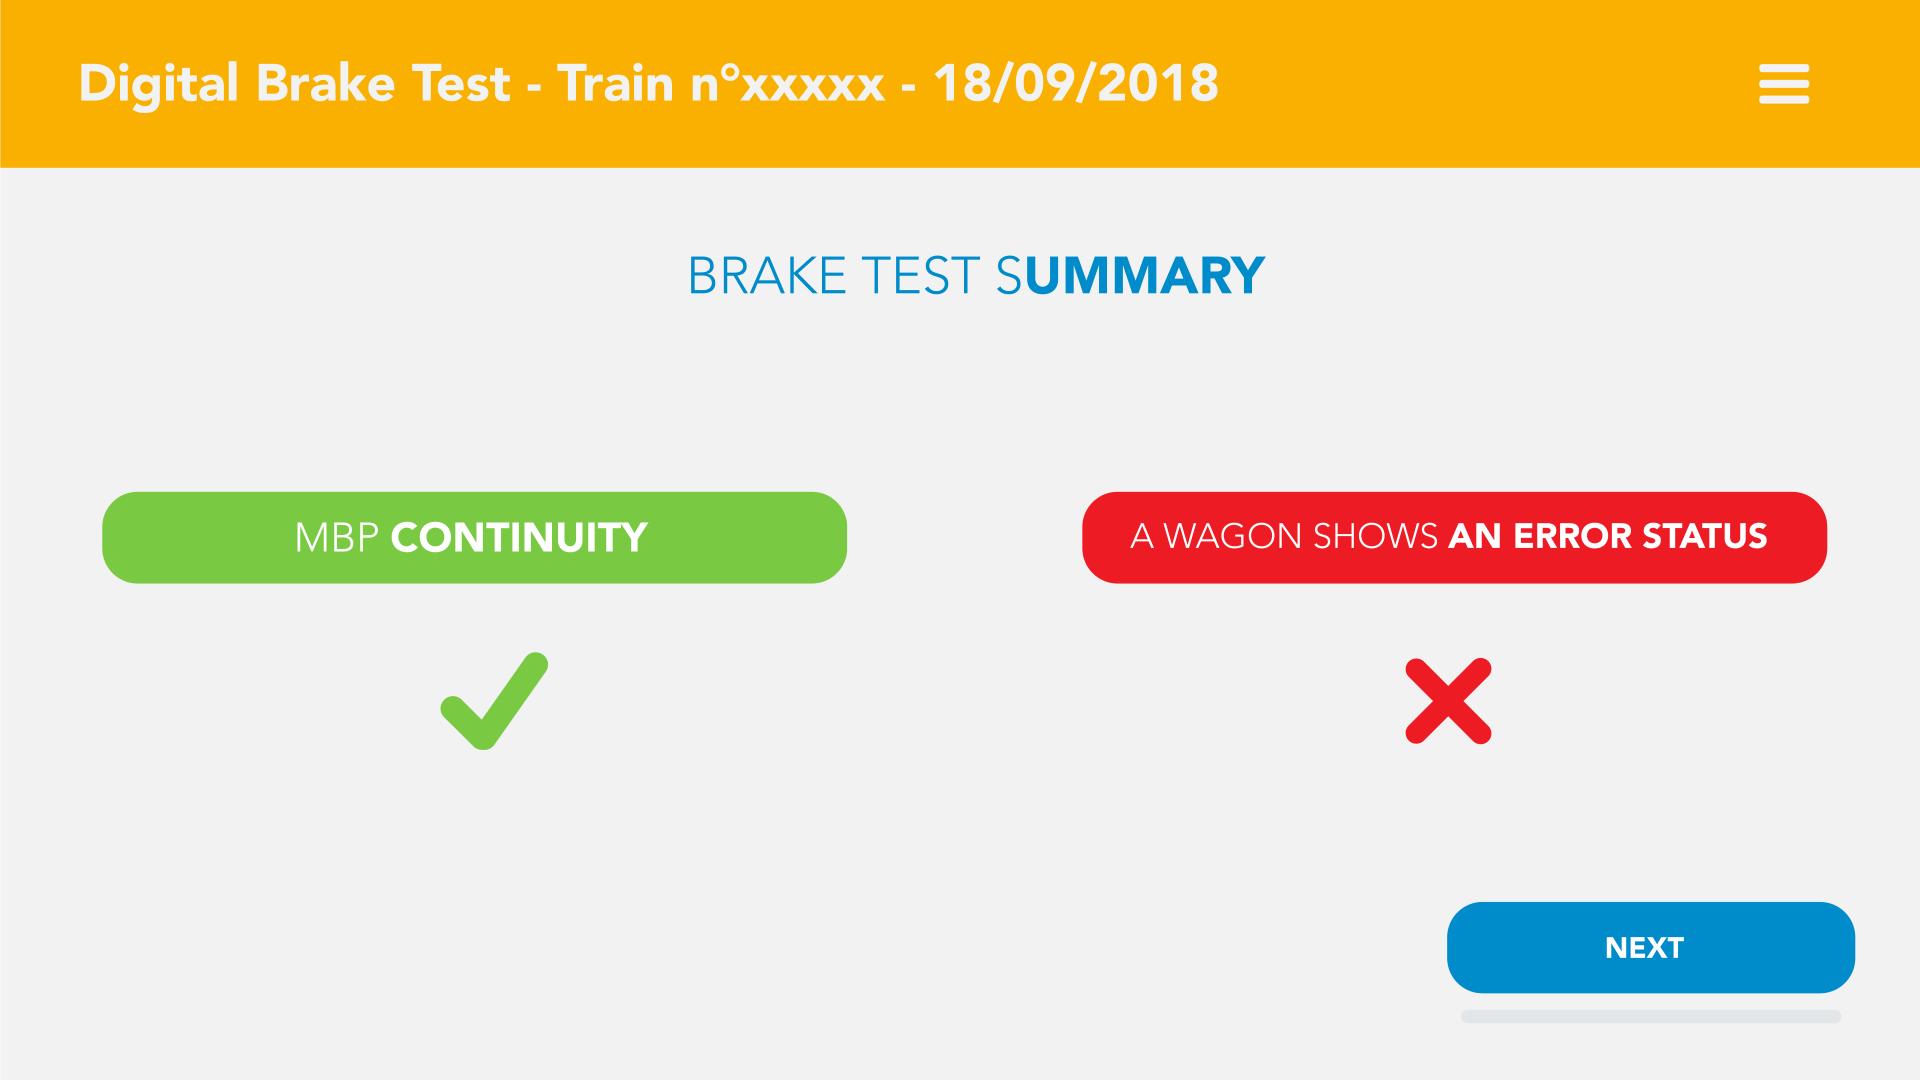 Digital Brake Test - Train n°xxxxx - 18/09/2018
BRAKE TEST SUMMARY
MBP CONTINUITY
A WAGON SHOWS AN ERROR STATUS
NEXT